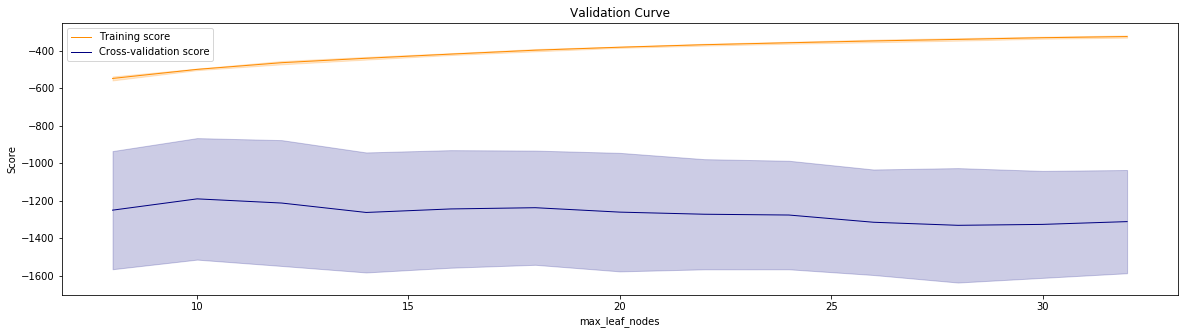 Validation Curve
Training score
Cross-validation score
−400
−600
−800
−1000
−1200
−1400
−1600
Score
10
15
20
25
30
max_leaf_nodes